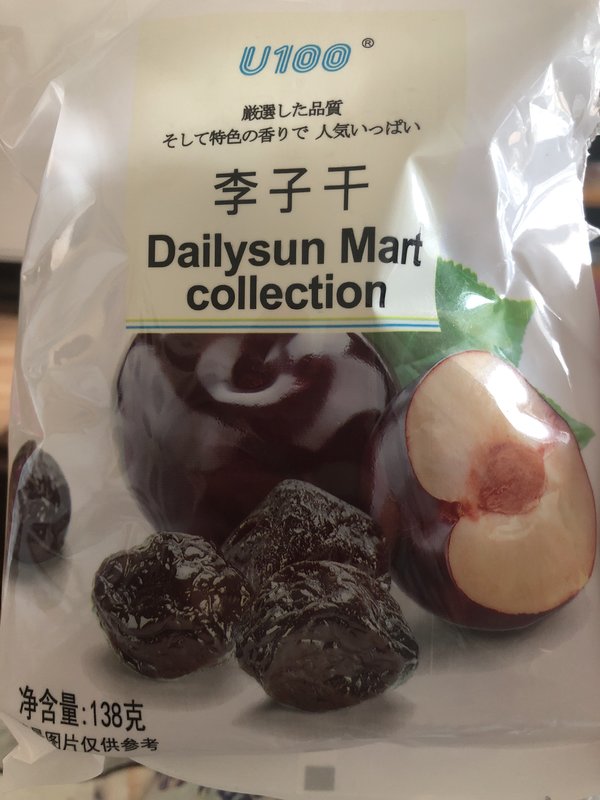 U100®
厳選した品質
そして特色の香りで 人気いっぱい
李子干
Dailysun Mart
collection
净含量:138克
图片仅供参考